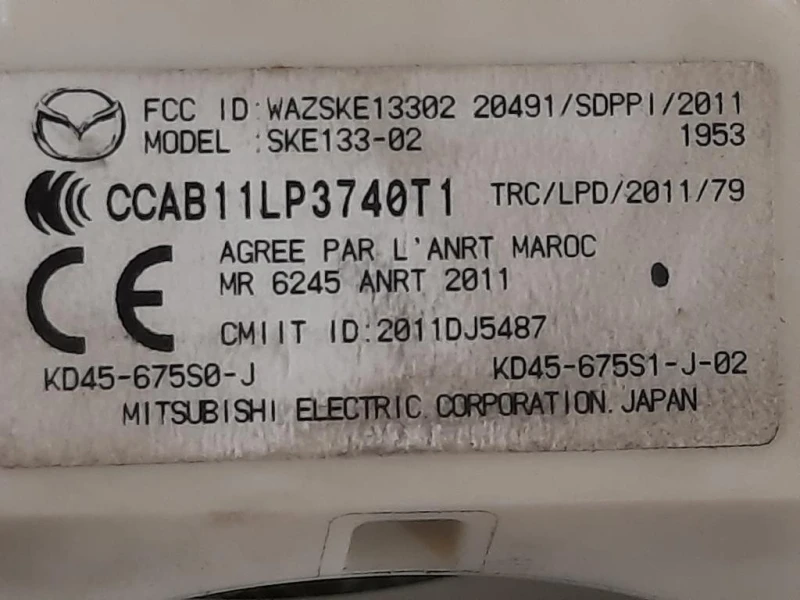 FCC ID:WAZSKE13302 20491/SDPPI/2011
MODEL :SKE133-02 1953
CCAB11LP3740T1 TRC/LPD/2011/79
CE AGREE PAR L'ANRT MAROC
MR 6245 ANRT 2011
CMIIT ID:2011DJ5487
KD45-675S0-J KD45-675S1-J-02
MITSUBISHI ELECTRIC CORPORATION. JAPAN